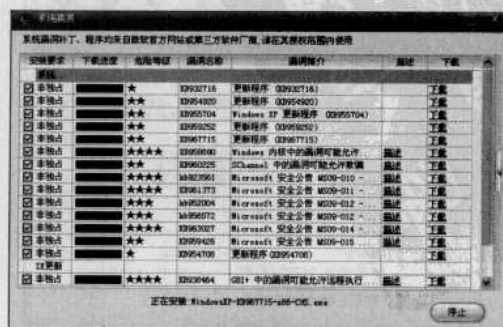 系统漏洞补丁、程序均来自微软官方网站或第三方软件厂商,请在其授权范围内使用
安装要求 下载进度 危险等级 漏洞名称 漏洞简介 描述 下载
系统
非独占 ★ KB932716 更新程序 (KB932716) 下载
非独占 ★★ KB954920 更新程序 (KB954920) 下载
非独占 ★★ KB955704 Windows XP 更新程序 (KB955704) 下载
非独占 ★★ KB959252 更新程序 (KB959252) 下载
非独占 ★★ KB967715 更新程序 (KB967715) 下载
非独占 ★★★★ Windows 内核中的漏洞可能允许... 描述 下载
非独占 ★★ KB960225 SChannel 中的漏洞可能允许欺骗 描述 下载
非独占 ★★★★ kb923561 Microsoft 安全公告 MS09-010 - 描述 下载
非独占 ★★★★ KB961373 Microsoft 安全公告 MS09-011 - 描述 下载
非独占 ★★★ kb952004 Microsoft 安全公告 MS09-012 - 描述 下载
非独占 ★★★ kb956572 Microsoft 安全公告 MS09-012 - 描述 下载
非独占 ★★★★ KB963027 Microsoft 安全公告 MS09-014 - 描述 下载
非独占 ★★ KB959426 Microsoft 安全公告 MS09-015 描述 下载
非独占 ★ KB954708 更新程序 (KB954708) 下载
IE更新
非独占 ★★★★ KB938464 GDI+ 中的漏洞可能允许远程执行... 描述 下载
正在安装 WindowsXP-KB967715-x86-CHS.exe
停止